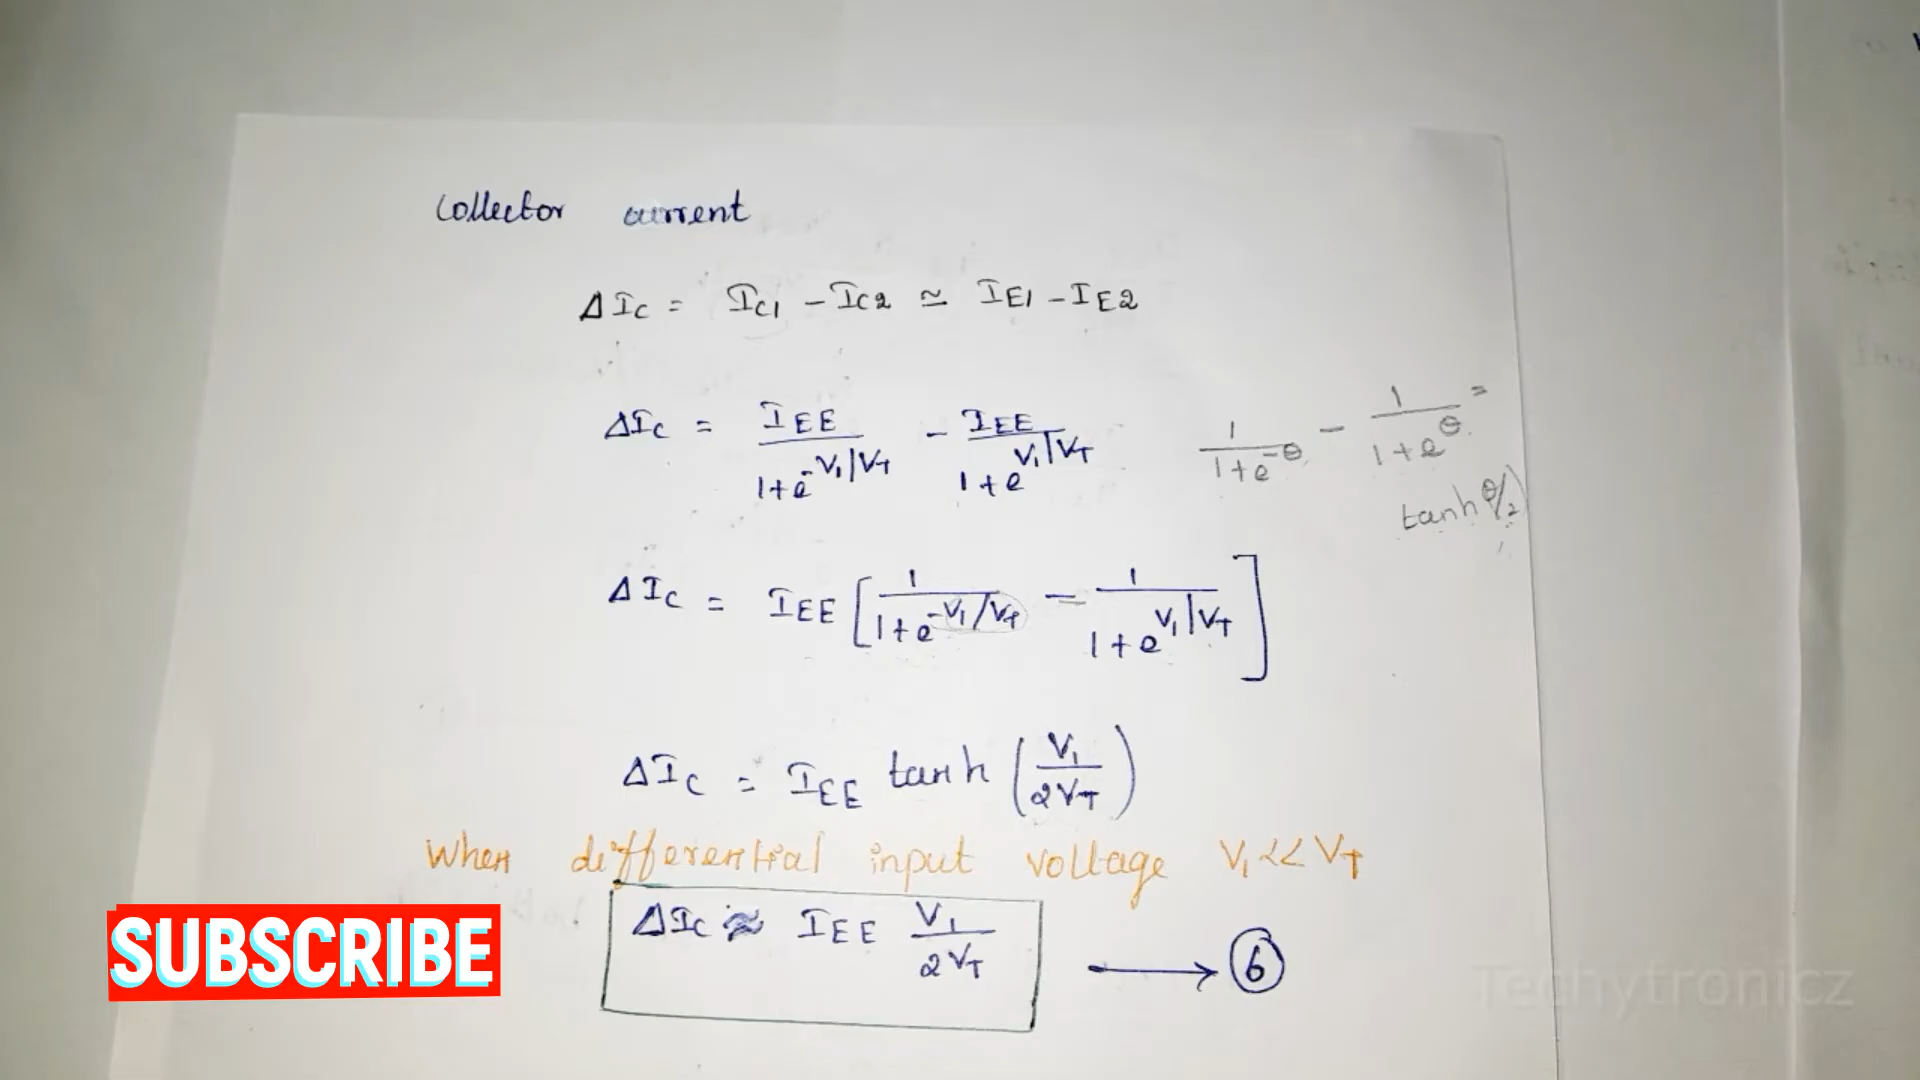 Collector current
ΔIC = IC1 - IC2 ≃ IE1 - IE2
ΔIC = IEE / 1+e^-V1/VT - IEE / 1+e^V1/VT
1 / 1+e^-θ - 1 / 1+e^θ =
tanh θ/2
ΔIC = IEE [ 1 / 1+e^-V1/VT - 1 / 1+e^V1/VT ]
ΔIC = IEE tanh ( V1 / 2VT )
When differential input voltage V1 << VT
ΔIC ≈ IEE V1 / 2VT → 6
SUBSCRIBE
Techytronicz